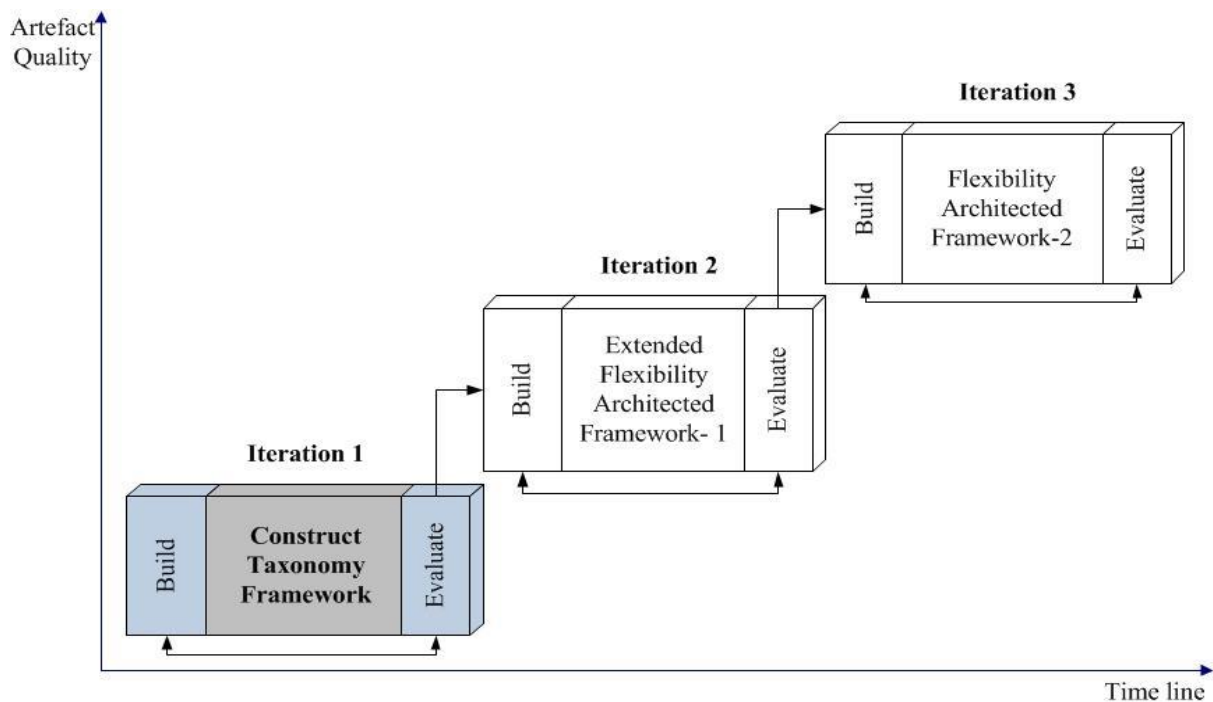 Artefact
Quality
Iteration 3
Build
Flexibility
Architected
Framework-2
Evaluate
Iteration 2
Build
Extended
Flexibility
Architected
Framework- 1
Evaluate
Iteration 1
Build
Construct
Taxonomy
Framework
Evaluate
Time line